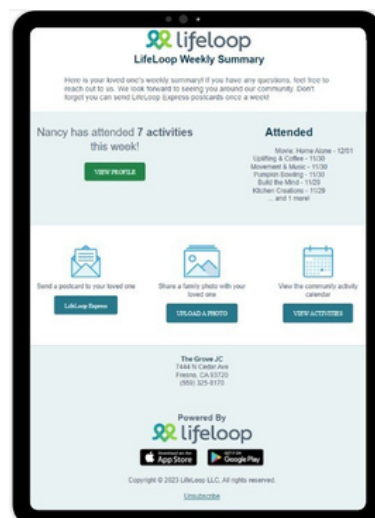 lifeloop
LifeLoop Weekly Summary
Here is your loved one's weekly summary! If you have any questions, feel free to
reach out to us. We look forward to seeing you around our community. Don't
forget you can send LifeLoop Express postcards once a week!
Nancy has attended 7 activities
this week!
VIEW PROFILE
Attended
Movie: Home Alone - 12/01
Uplifting & Coffee - 11/30
Movement & Music - 11/30
Pumpkin Bowling - 11/30
Build the Mind - 11/29
Kitchen Creations - 11/29
... and 1 more!
Send a postcard to your loved one
LifeLoop Express
Share a family photo with your
loved one
UPLOAD A PHOTO
View the community activity
calendar
VIEW ACTIVITIES
The Grove JC
7444 N Cedar Ave
Fresno, CA 93720
(559) 325-8170
Powered By
lifeloop
Download on the
App Store
GET IT ON
Google Play
Copyright © 2023 LifeLoop LLC, All rights reserved.
Unsubscribe